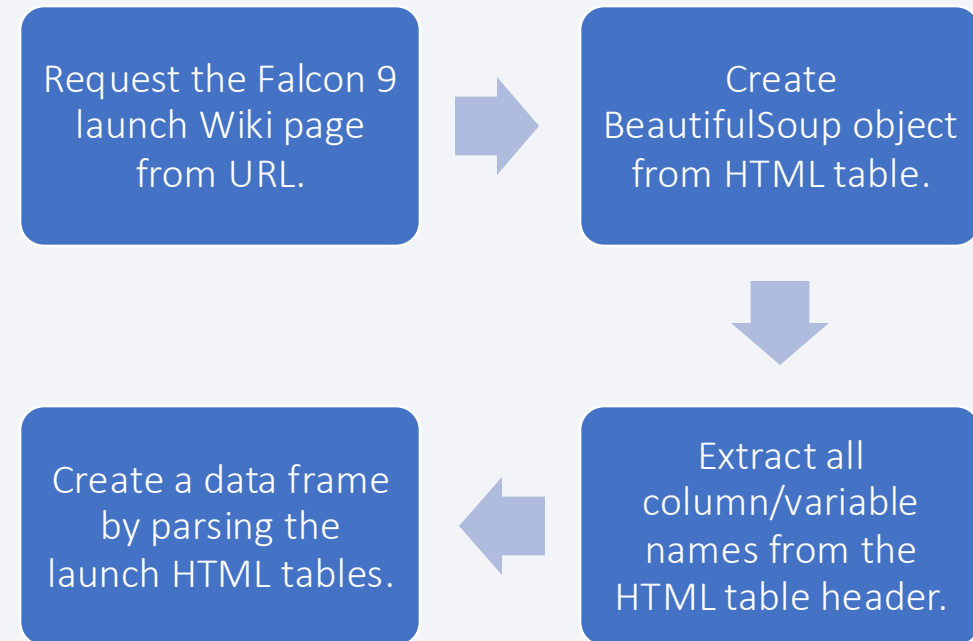 Request the Falcon 9
launch Wiki page
from URL.
Create
BeautifulSoup object
from HTML table.
Extract all
column/variable
names from the
HTML table header.
Create a data frame
by parsing the
launch HTML tables.